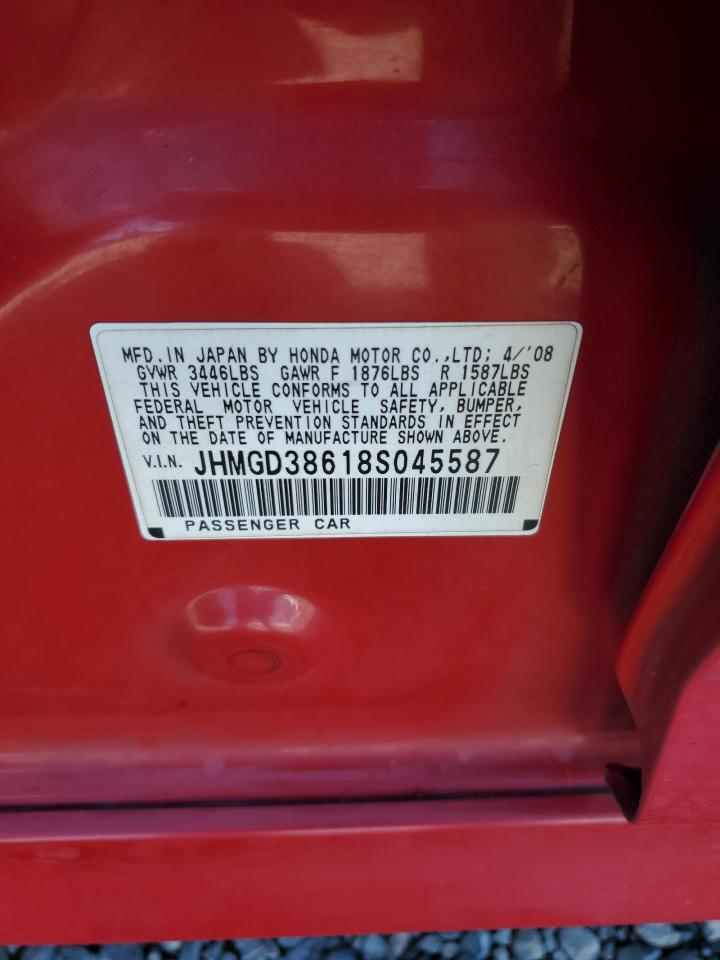 MFD.IN JAPAN BY HONDA MOTOR CO.,LTD; 4/'08
GVWR 3446LBS GAWR F 1876LBS R 1587LBS
THIS VEHICLE CONFORMS TO ALL APPLICABLE
FEDERAL MOTOR VEHICLE SAFETY, BUMPER,
AND THEFT PREVENTION STANDARDS IN EFFECT
ON THE DATE OF MANUFACTURE SHOWN ABOVE.
V.I.N. JHMGD38618S045587
PASSENGER CAR